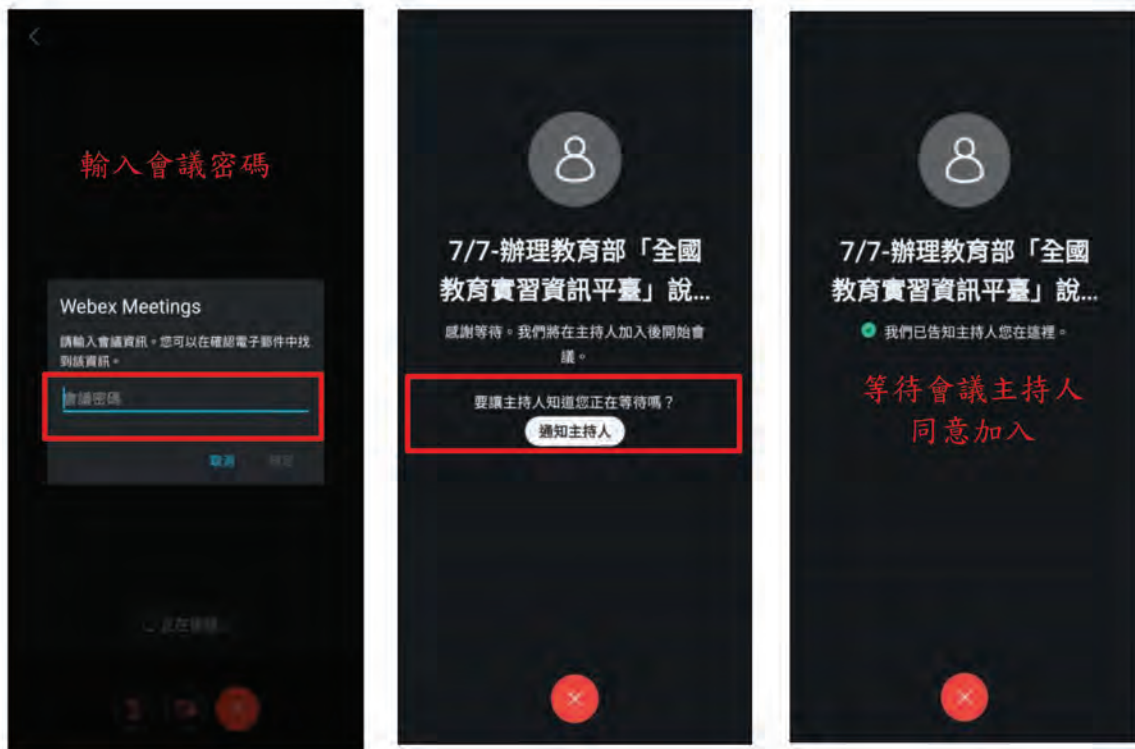 輸入會議密碼
Webex Meetings
請輸入會議資訊。您可以在確認電子郵件中找
到該資訊。
會議密碼
取消 確定
正在連線...
7/7-辦理教育部「全國
教育實習資訊平臺」說...
感謝等待。我們將在主持人加入後開始會
議。
要讓主持人知道您正在等待嗎？
通知主持人
7/7-辦理教育部「全國
教育實習資訊平臺」說...
我們已告知主持人您在這裡。
等待會議主持人
同意加入